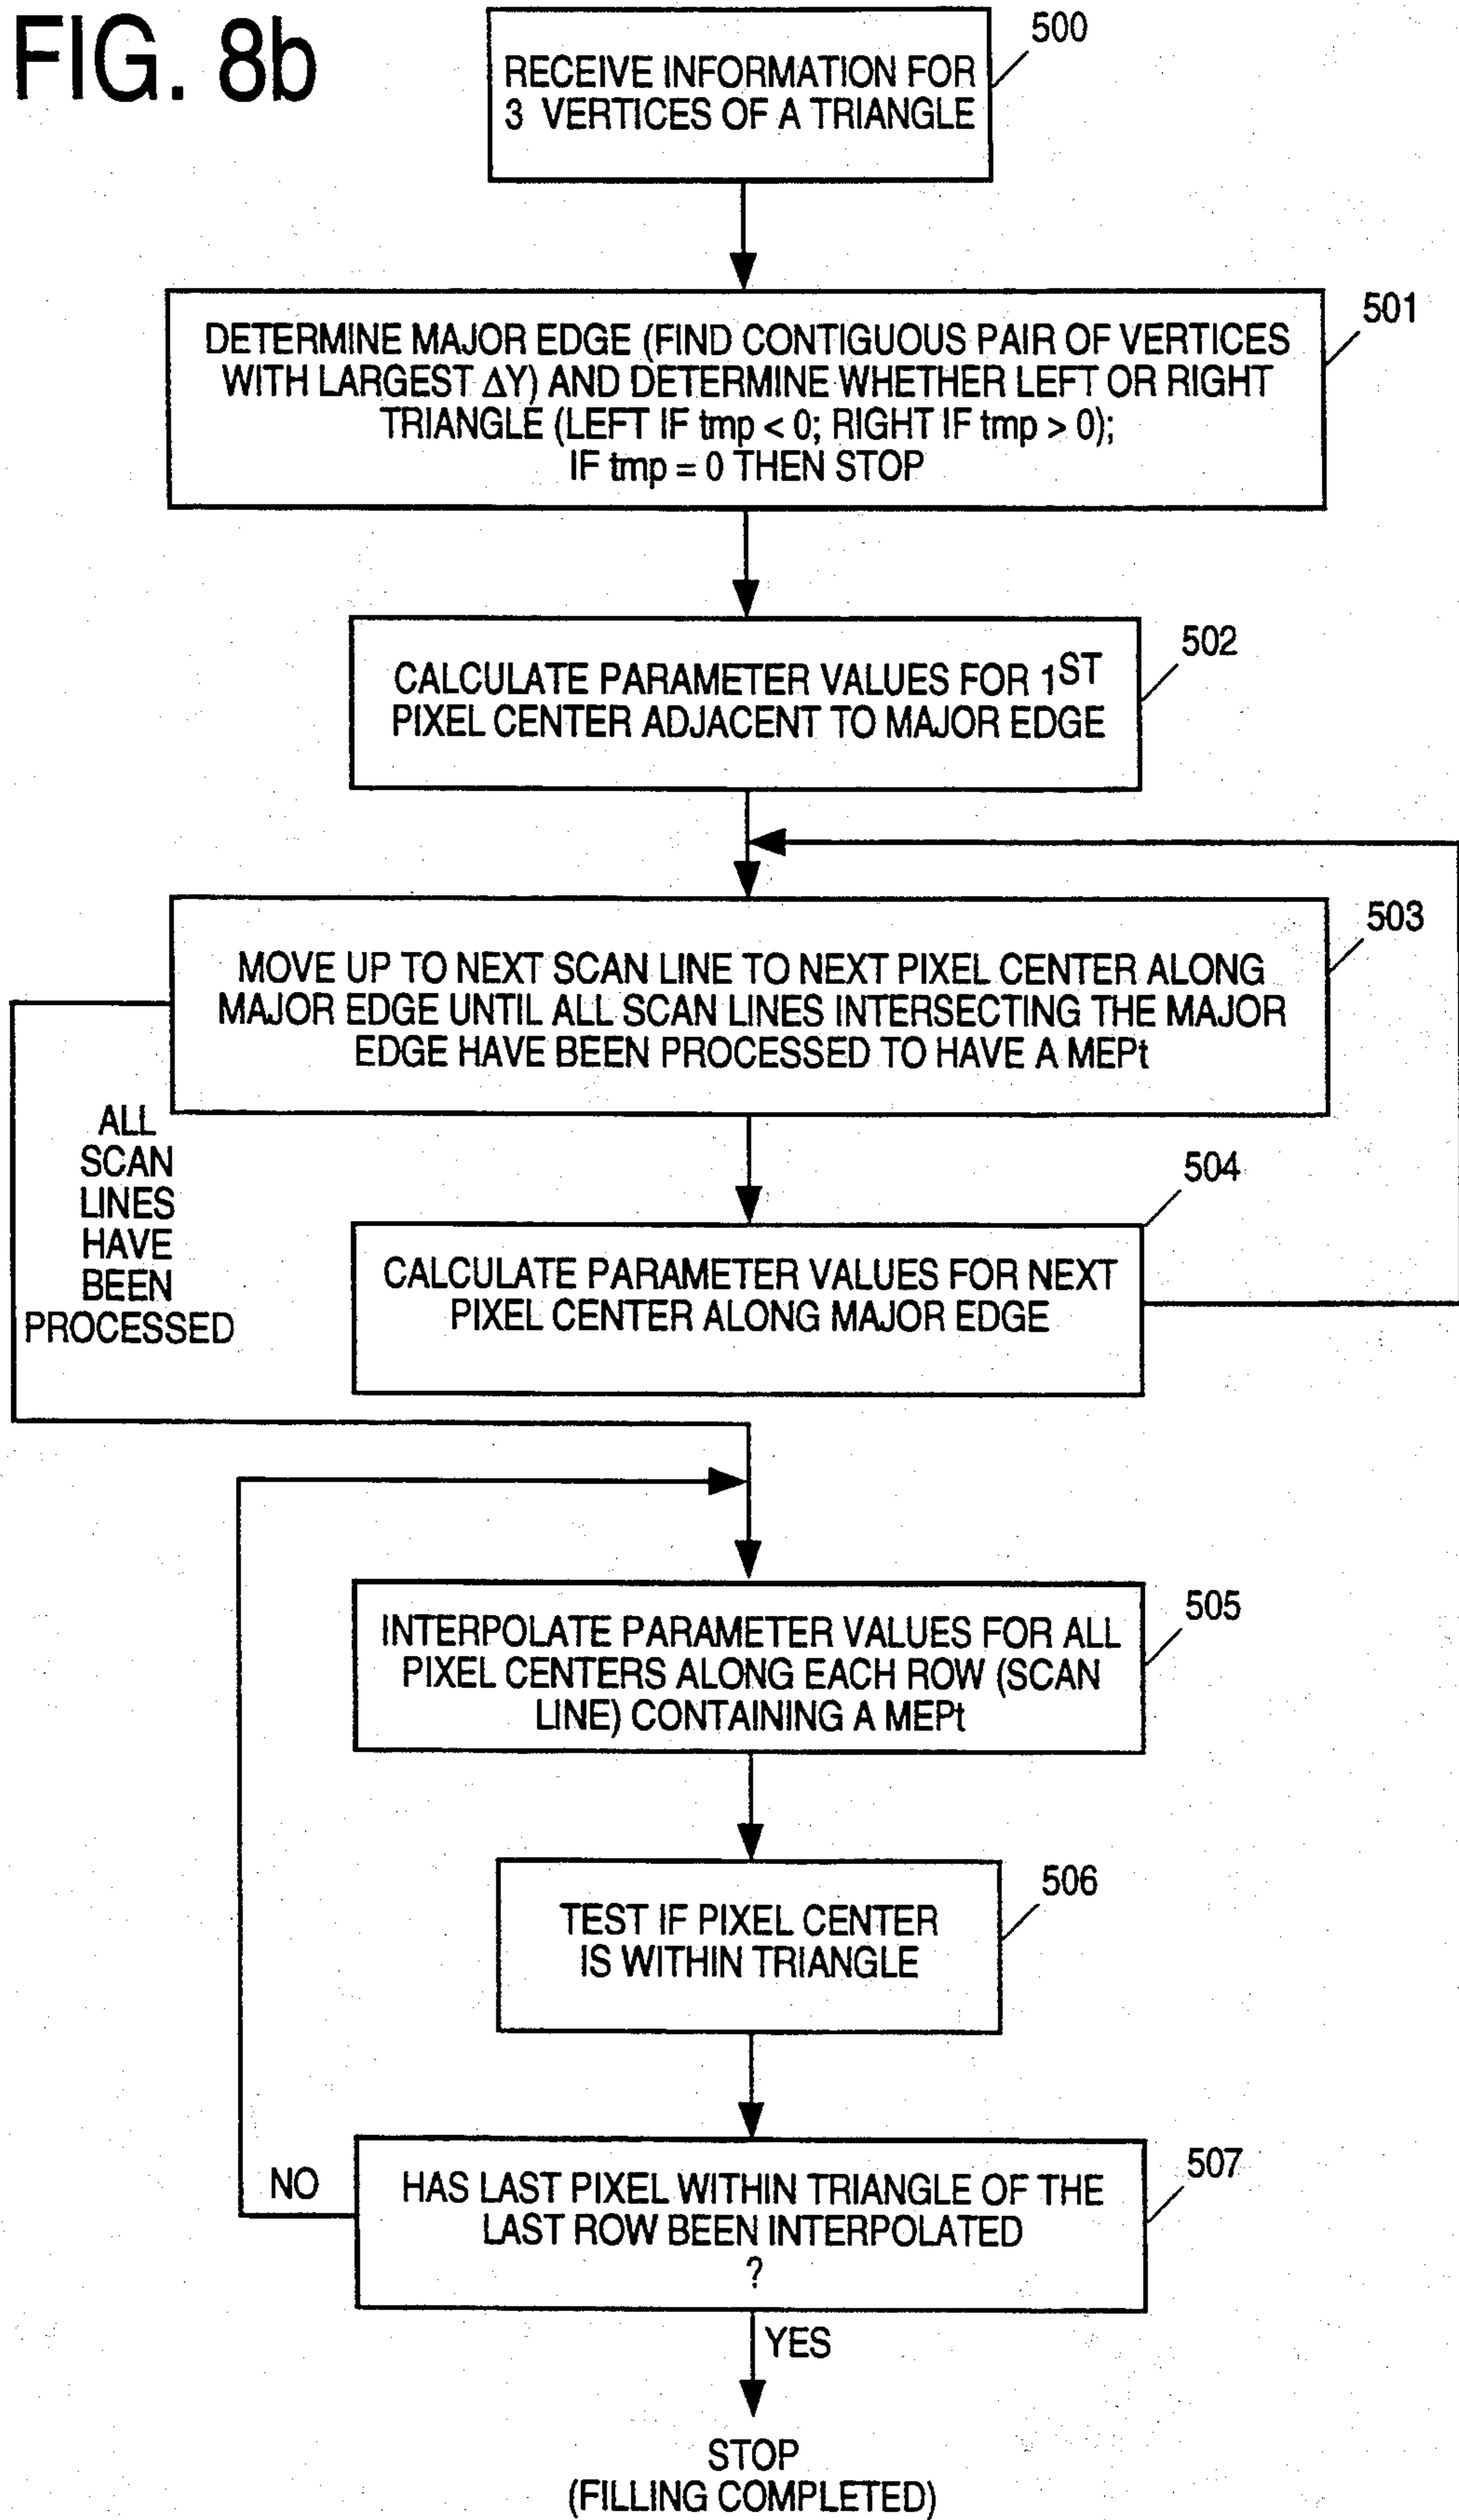 FIG. 8b
500
RECEIVE INFORMATION FOR
3 VERTICES OF A TRIANGLE
501
DETERMINE MAJOR EDGE (FIND CONTIGUOUS PAIR OF VERTICES
WITH LARGEST ΔY) AND DETERMINE WHETHER LEFT OR RIGHT
TRIANGLE (LEFT IF tmp < 0; RIGHT IF tmp > 0);
IF tmp = 0 THEN STOP
502
CALCULATE PARAMETER VALUES FOR 1ST
PIXEL CENTER ADJACENT TO MAJOR EDGE
503
MOVE UP TO NEXT SCAN LINE TO NEXT PIXEL CENTER ALONG
MAJOR EDGE UNTIL ALL SCAN LINES INTERSECTING THE MAJOR
EDGE HAVE BEEN PROCESSED TO HAVE A MEPt
ALL
SCAN
LINES
HAVE
BEEN
PROCESSED
504
CALCULATE PARAMETER VALUES FOR NEXT
PIXEL CENTER ALONG MAJOR EDGE
505
INTERPOLATE PARAMETER VALUES FOR ALL
PIXEL CENTERS ALONG EACH ROW (SCAN
LINE) CONTAINING A MEPt
506
TEST IF PIXEL CENTER
IS WITHIN TRIANGLE
507
NO
HAS LAST PIXEL WITHIN TRIANGLE OF THE
LAST ROW BEEN INTERPOLATED
?
YES
STOP
(FILLING COMPLETED)